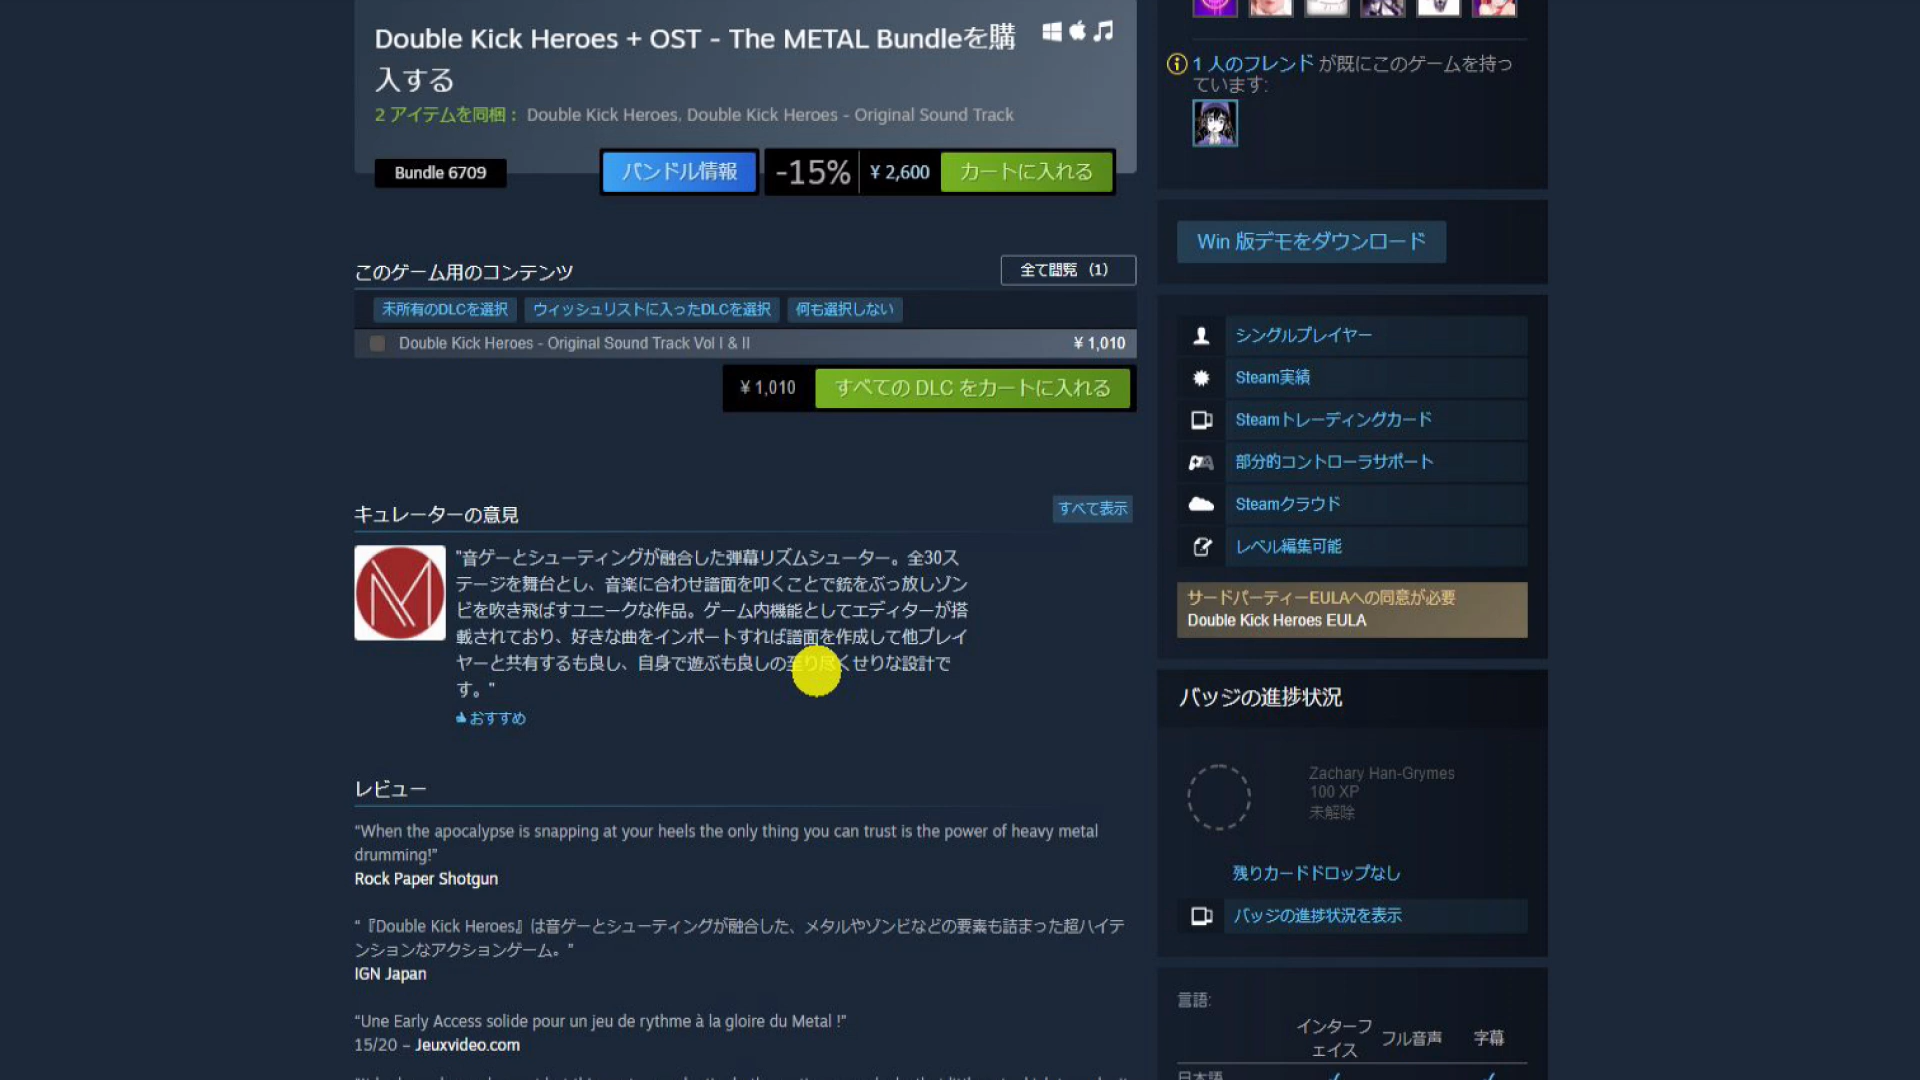 Double Kick Heroes + OST - The METAL Bundleを購
入する
2 アイテムを同梱： Double Kick Heroes, Double Kick Heroes - Original Sound Track
Bundle 6709
バンドル情報
-15%
¥ 2,600
カートに入れる
このゲーム用のコンテンツ
全て閲覧 （1）
未所有のDLCを選択
ウィッシュリストに入ったDLCを選択
何も選択しない
Double Kick Heroes - Original Sound Track Vol I & II
¥ 1,010
¥ 1,010
すべての DLC をカートに入れる
キュレーターの意見
すべて表示
"音ゲーとシューティングが融合した弾幕リズムシューター。全30ス
テージを舞台とし、音楽に合わせ譜面を叩くことで銃をぶっ放しゾン
ビを吹き飛ばすユニークな作品。ゲーム内機能としてエディターが搭
載されており、好きな曲をインポートすれば譜面を作成して他プレイ
ヤーと共有するも良し、自身で遊ぶも良しの至り尽くせりな設計で
す。"
おすすめ
レビュー
“When the apocalypse is snapping at your heels the only thing you can trust is the power of heavy metal
drumming!”
Rock Paper Shotgun
“『Double Kick Heroes』は音ゲーとシューティングが融合した、メタルやゾンビなどの要素も詰まった超ハイテ
ンションなアクションゲーム。”
IGN Japan
“Une Early Access solide pour un jeu de rythme à la gloire du Metal !”
15/20 – Jeuxvideo.com
1 人のフレンド が既にこのゲームを持っ
ています:
Win 版デモをダウンロード
シングルプレイヤー
Steam実績
Steamトレーディングカード
部分的コントローラサポート
Steamクラウド
レベル編集可能
サードパーティーEULAへの同意が必要
Double Kick Heroes EULA
バッジの進捗状況
Zachary Han-Grymes
100 XP
未解除
残りカードドロップなし
バッジの進捗状況を表示
言語:
インターフ
ェイス
フル音声
字幕
日本語